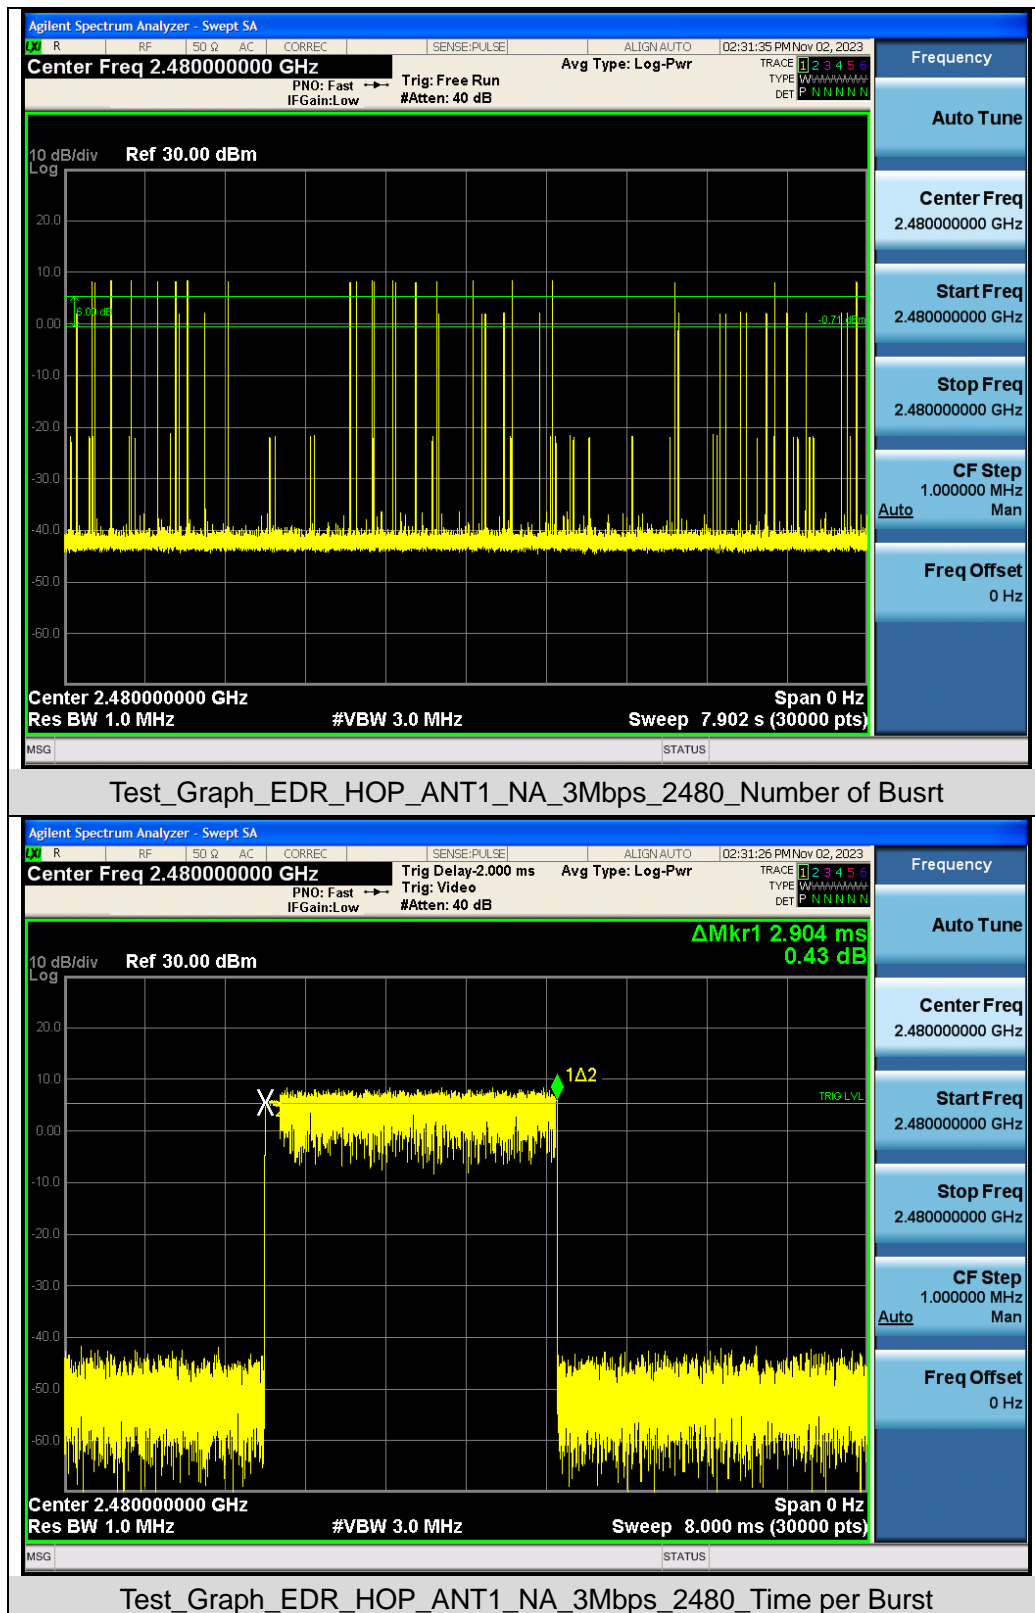 Agilent Spectrum Analyzer - Swept SA
LXI R RF 50 Ω AC CORREC SENSE:PULSE ALIGN AUTO 02:31:35 PM Nov 02, 2023
Center Freq 2.480000000 GHz
PNO: Fast
IFGain:Low
Trig: Free Run
#Atten: 40 dB
Avg Type: Log-Pwr
TRACE 1 2 3 4 5 6
TYPE W
DET P N N N N N
10 dB/div Ref 30.00 dBm
Log
20.0
10.0
6.00 dB
0.00
-0.71 dBm
-10.0
-20.0
-30.0
-40.0
-50.0
-60.0
Center 2.480000000 GHz Span 0 Hz
Res BW 1.0 MHz #VBW 3.0 MHz Sweep 7.902 s (30000 pts)
MSG STATUS
Frequency
Auto Tune
Center Freq
2.480000000 GHz
Start Freq
2.480000000 GHz
Stop Freq
2.480000000 GHz
CF Step
1.000000 MHz
Auto Man
Freq Offset
0 Hz
Test_Graph_EDR_HOP_ANT1_NA_3Mbps_2480_Number of Busrt
Agilent Spectrum Analyzer - Swept SA
LXI R RF 50 Ω AC CORREC SENSE:PULSE ALIGN AUTO 02:31:26 PM Nov 02, 2023
Center Freq 2.480000000 GHz
PNO: Fast
IFGain:Low
Trig Delay-2.000 ms
Trig: Video
#Atten: 40 dB
Avg Type: Log-Pwr
TRACE 1 2 3 4 5 6
TYPE W
DET P N N N N N
ΔMkr1 2.904 ms
0.43 dB
10 dB/div Ref 30.00 dBm
Log
20.0
10.0
1Δ2
TRIG LVL
0.00
-10.0
-20.0
-30.0
-40.0
-50.0
-60.0
Center 2.480000000 GHz Span 0 Hz
Res BW 1.0 MHz #VBW 3.0 MHz Sweep 8.000 ms (30000 pts)
MSG STATUS
Frequency
Auto Tune
Center Freq
2.480000000 GHz
Start Freq
2.480000000 GHz
Stop Freq
2.480000000 GHz
CF Step
1.000000 MHz
Auto Man
Freq Offset
0 Hz
Test_Graph_EDR_HOP_ANT1_NA_3Mbps_2480_Time per Burst